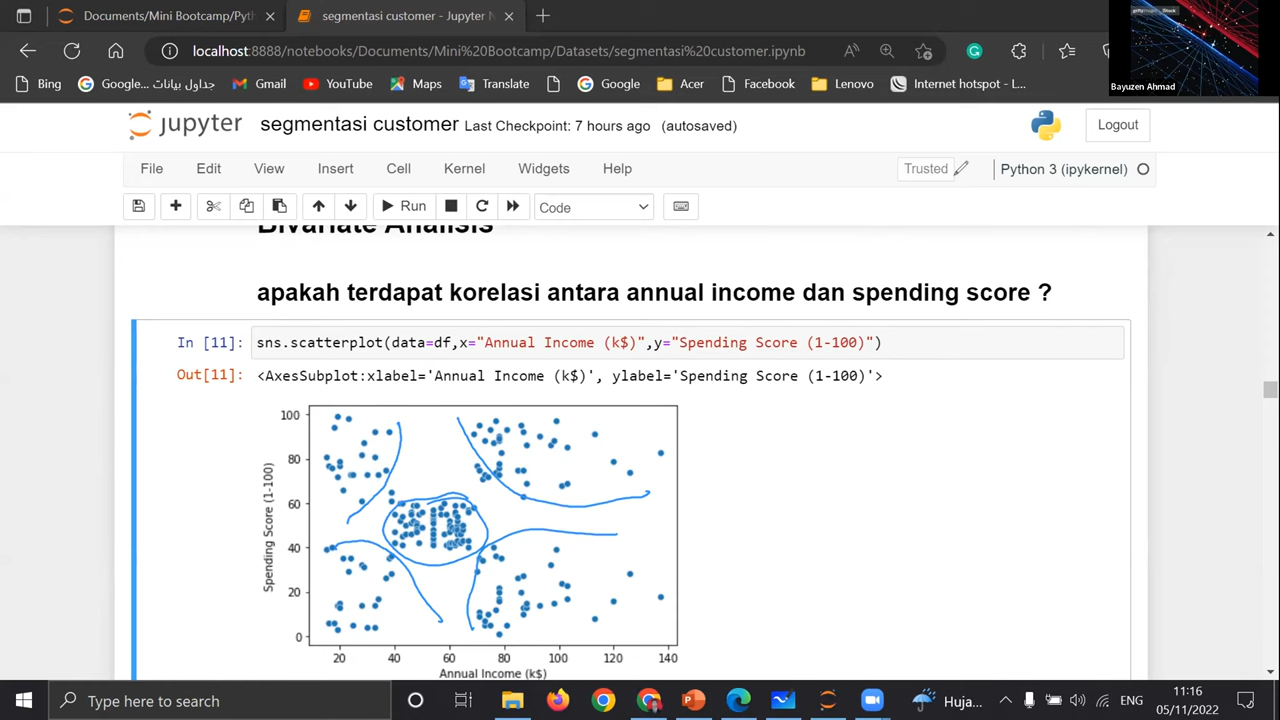 Documents/Mini Bootcamp/Pyth
segmentasi customer - Jupyter N
gettyimages iStock
Bayuzen Ahmad
localhost:8888/notebooks/Documents/Mini%20Bootcamp/Datasets/segmentasi%20customer.ipynb
Bing
Google... جداول بيانات
Gmail
YouTube
Maps
Translate
Google
Acer
Facebook
Lenovo
Internet hotspot - L...
jupyter segmentasi customer Last Checkpoint: 7 hours ago (autosaved)
Logout
File Edit View Insert Cell Kernel Widgets Help
Trusted Python 3 (ipykernel)
Run Code
Bivariate Analisis
apakah terdapat korelasi antara annual income dan spending score ?
In [11]: sns.scatterplot(data=df,x="Annual Income (k$)",y="Spending Score (1-100)")
Out[11]: <AxesSubplot:xlabel='Annual Income (k$)', ylabel='Spending Score (1-100)'>
100
80
60
40
20
0
Spending Score (1-100)
20 40 60 80 100 120 140
Annual Income (k$)
Type here to search
Huja...
ENG
11:16
05/11/2022